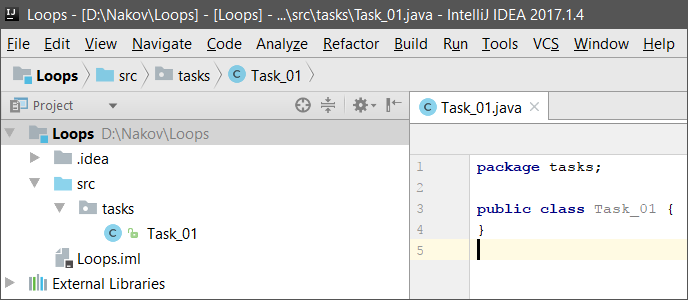 Loops - [D:\Nakov\Loops] - [Loops] - ...\src\tasks\Task_01.java - IntelliJ IDEA 2017.1.4
File Edit View Navigate Code Analyze Refactor Build Run Tools VCS Window Help
Loops src tasks Task_01
Project
Task_01.java
Loops D:\Nakov\Loops
.idea
src
tasks
Task_01
Loops.iml
External Libraries
1 package tasks;
2
3 public class Task_01 {
4 }
5